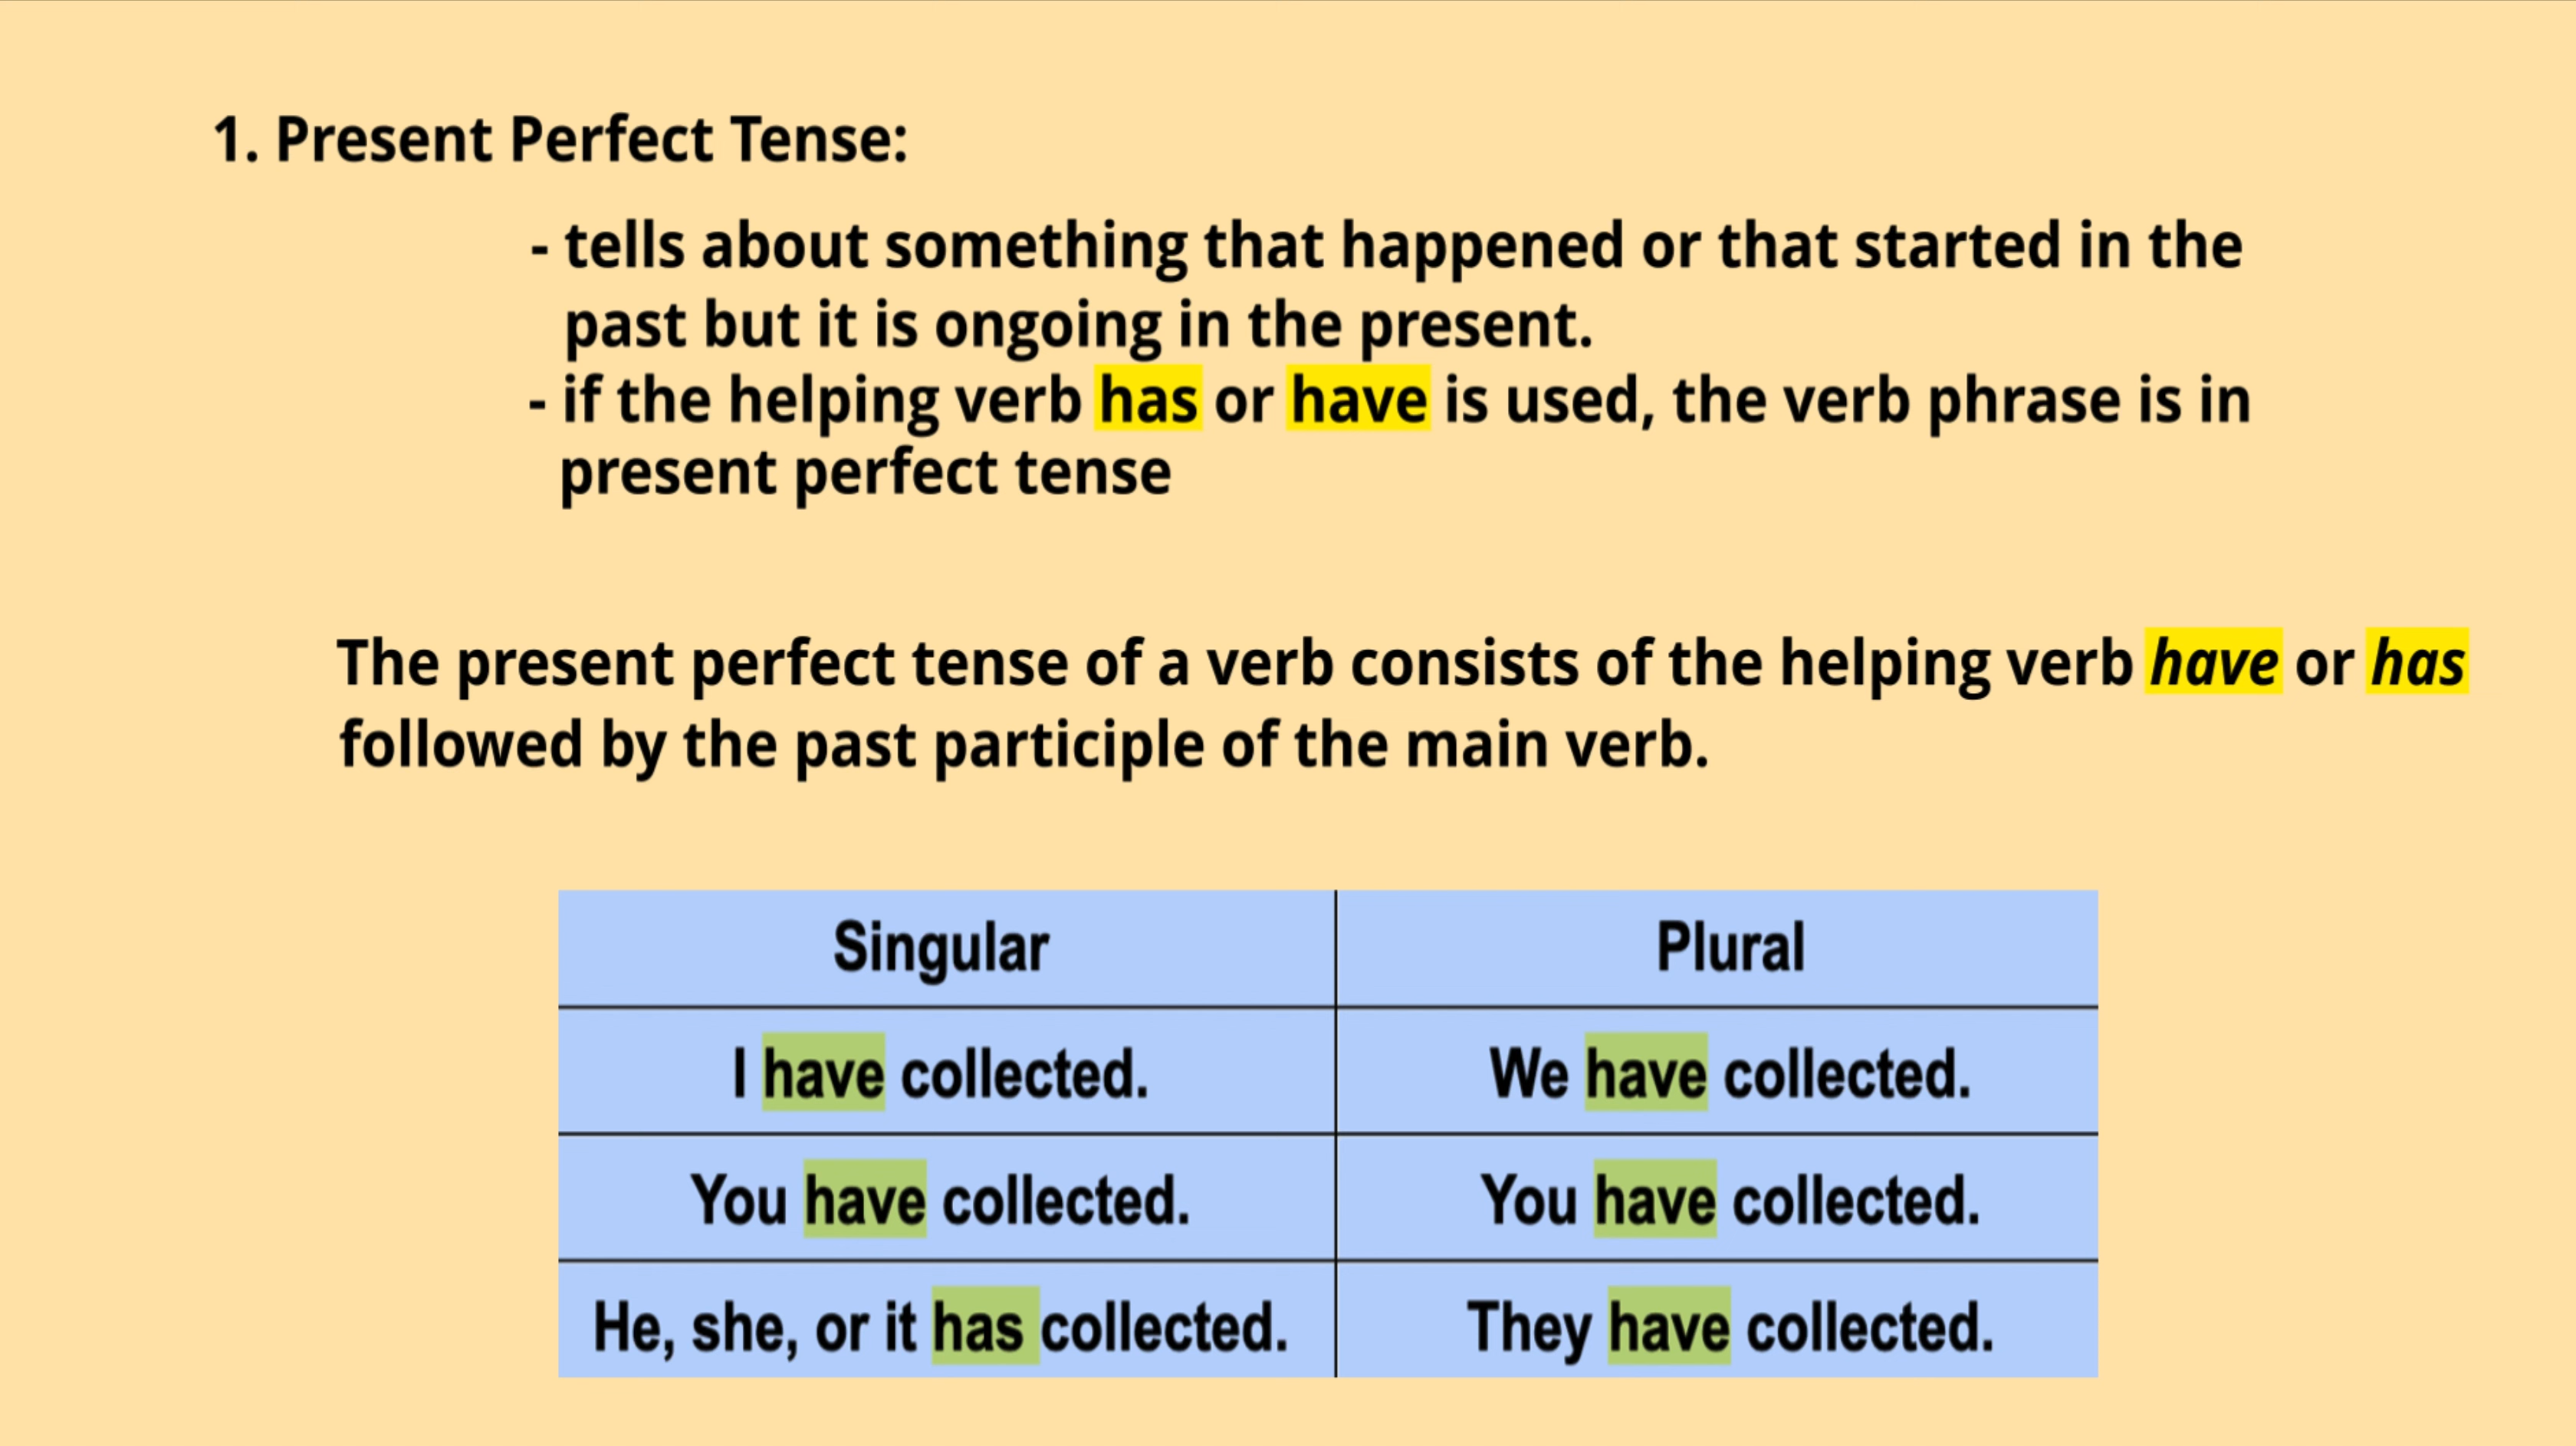 1. Present Perfect Tense:
- tells about something that happened or that started in the
past but it is ongoing in the present.
- if the helping verb has or have is used, the verb phrase is in
present perfect tense
The present perfect tense of a verb consists of the helping verb have or has
followed by the past participle of the main verb.
Singular Plural
I have collected. We have collected.
You have collected. You have collected.
He, she, or it has collected. They have collected.